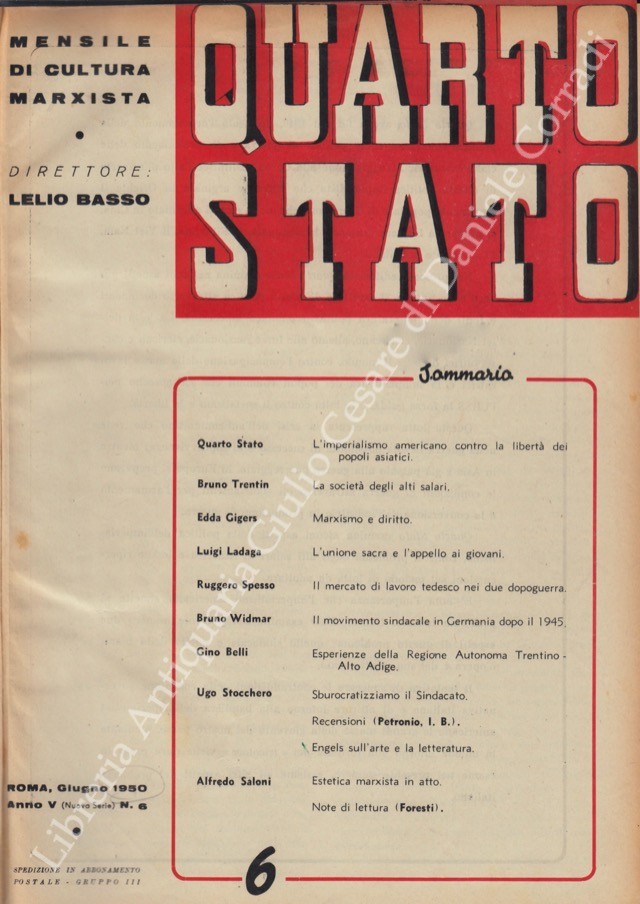 MENSILE
DI CULTURA
MARXISTA
•
DIRETTORE:
LELIO BASSO
QUARTO
STATO
Sommario
Quarto Stato L'imperialismo americano contro la libertà dei
popoli asiatici.
Bruno Trentin La società degli alti salari.
Edda Gigers Marxismo e diritto.
Luigi Ladaga L'unione sacra e l'appello ai giovani.
Ruggero Spesso Il mercato di lavoro tedesco nei due dopoguerra.
Bruno Widmar Il movimento sindacale in Germania dopo il 1945.
Gino Belli Esperienze della Regione Autonoma Trentino -
Alto Adige.
Ugo Stocchero Sburocratizziamo il Sindacato.
Recensioni (Petronio, I. B.).
Engels sull'arte e la letteratura.
Alfredo Saloni Estetica marxista in atto.
Note di lettura (Foresti).
ROMA, Giugno 1950
Anno V (Nuova Serie) N. 6
•
SPEDIZIONE IN ABBONAMENTO
POSTALE - GRUPPO III
6
Libreria Antiquaria Giulio Cesare di Daniele Corradi